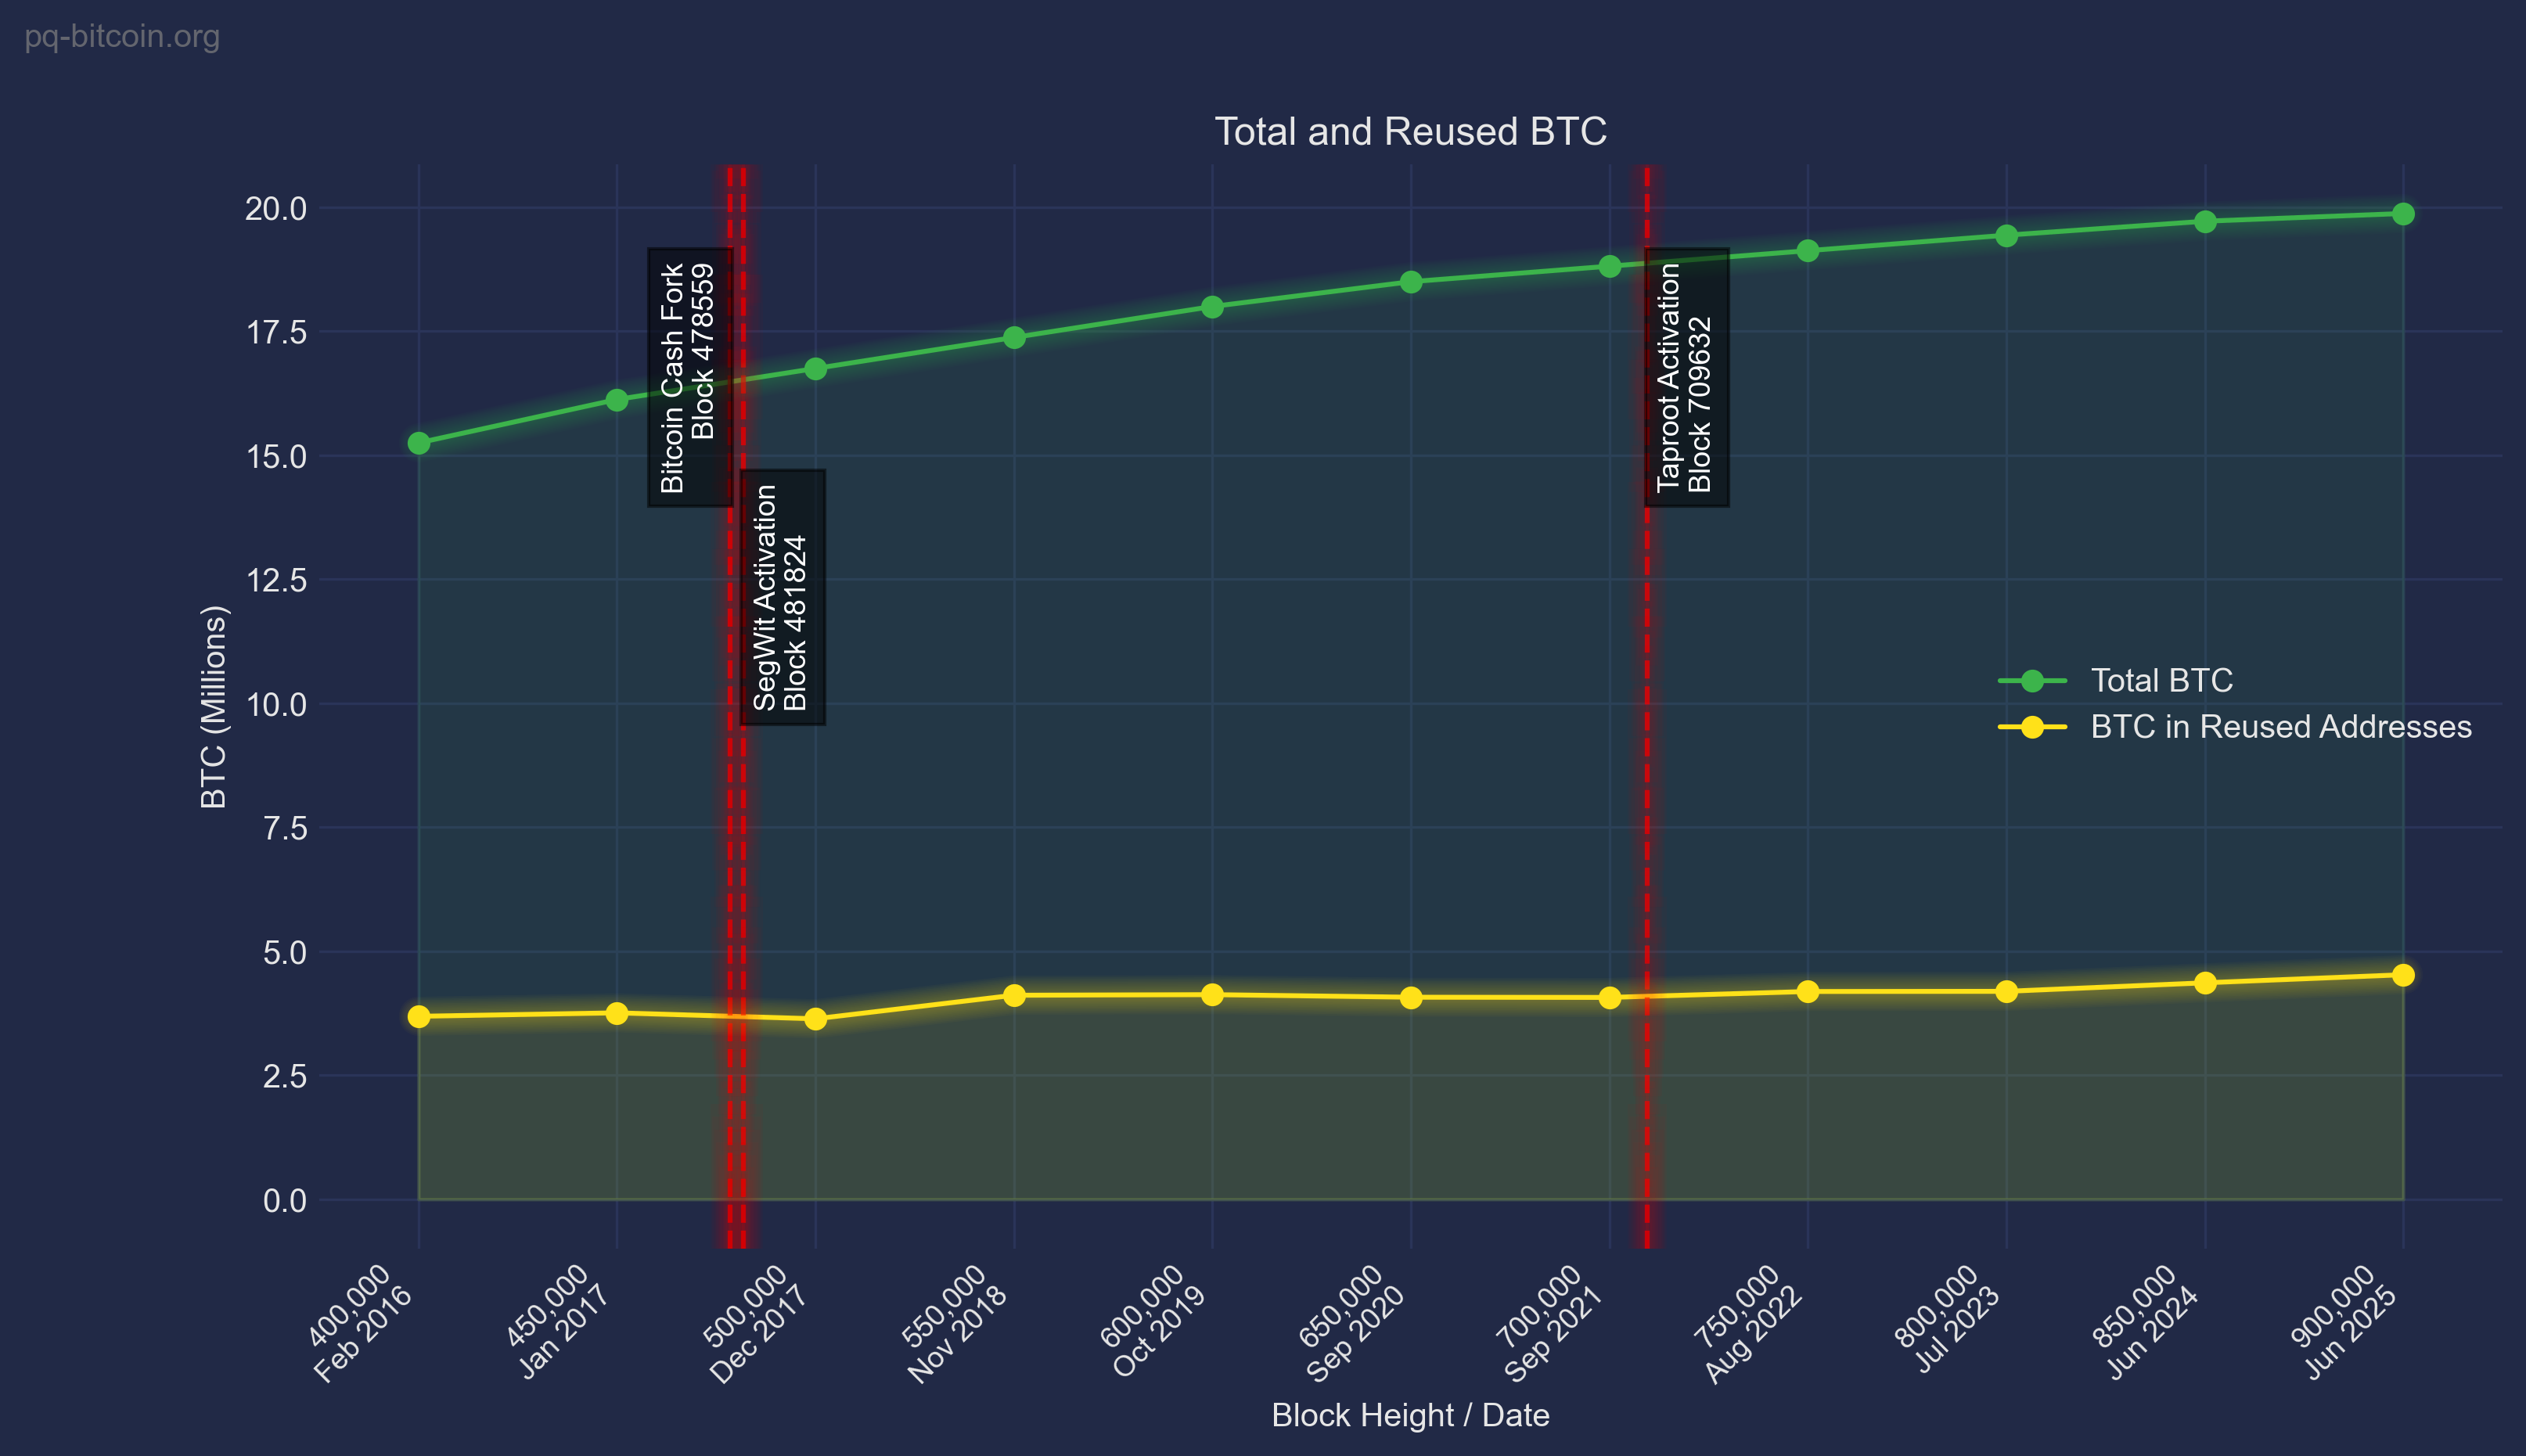 pq-bitcoin.org
Total and Reused BTC
BTC (Millions)
20.0
17.5
15.0
12.5
10.0
7.5
5.0
2.5
0.0
Bitcoin Cash Fork
Block 478559
SegWit Activation
Block 481824
Taproot Activation
Block 709632
Total BTC
BTC in Reused Addresses
400,000
Feb 2016
450,000
Jan 2017
500,000
Dec 2017
550,000
Nov 2018
600,000
Oct 2019
650,000
Sep 2020
700,000
Sep 2021
750,000
Aug 2022
800,000
Jul 2023
850,000
Jun 2024
900,000
Jun 2025
Block Height / Date